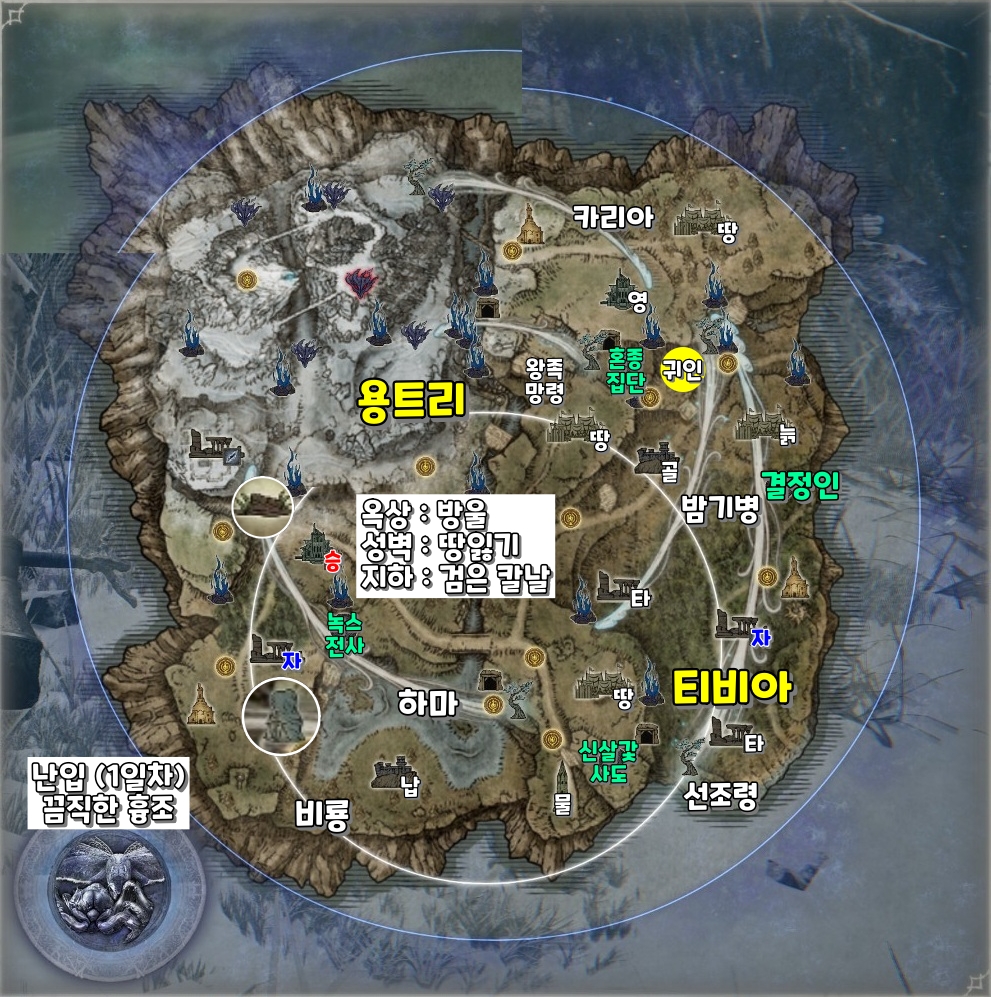 카리아
땅
영
왕족
망령
혼종
집단
귀인
용트리
땅
늙
골
결정인
밤기병
옥상 : 방울
성벽 : 땅잃기
지하 : 검은 칼날
승
타
녹스
전사
자
자
티비아
하마
땅
타
신살갗
사도
납
물
선조령
비룡
난입 (1일차)
끔직한 흉조